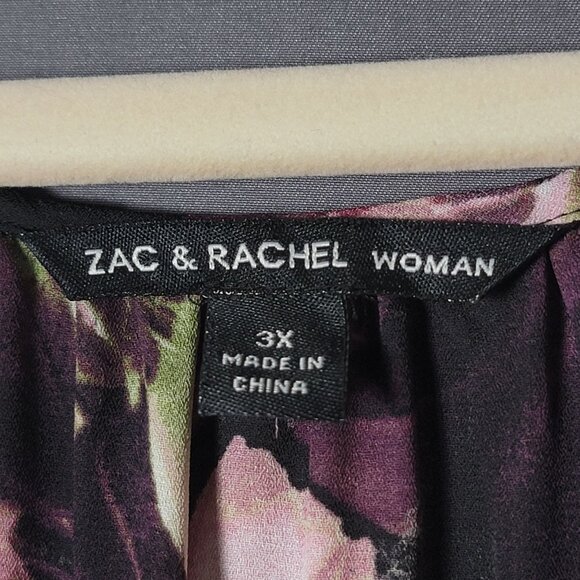 ZAC & RACHEL WOMAN
3X
MADE IN
CHINA